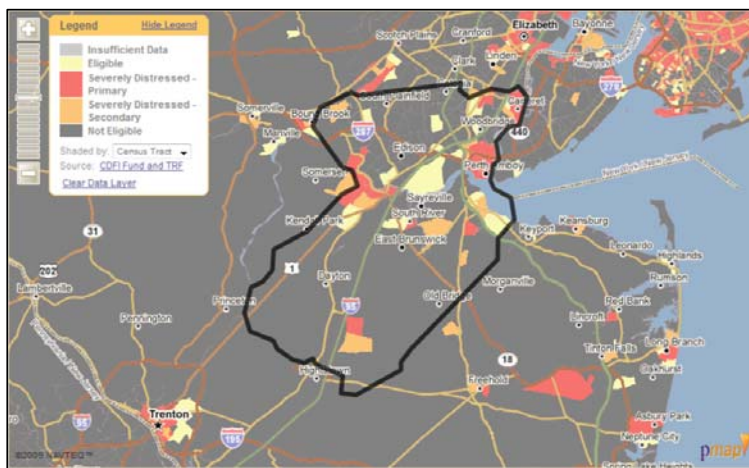 Legend
Hide Legend
Insufficient Data
Eligible
Severely Distressed -
Primary
Severely Distressed -
Secondary
Not Eligible
Shaded by: Census Tract
Source: CDFI Fund and TRF
Clear Data Layer
Elizabeth
Bayonne
Cranford
Scotch Plains
Linden
Clark
278
Somerville
Bound Brook
Plainfield
Carteret
Manville
287
Woodbridge
440
Edison
Somerset
Perth Amboy
Sayreville
South River
Kendall Park
East Brunswick
Keyport
Keansburg
Leonardo
Highlands
31
202
Lambertville
1
Dayton
Morganville
Rumson
Princeton
95
Old Bridge
Red Bank
Pennington
Lincroft
18
Tinton Falls
Long Branch
Hightstown
Oakhurst
Freehold
Trenton
95
195
Asbury Park
Neptune City
Spring Lake Heights
©2009 NAVTEQ™
pmap